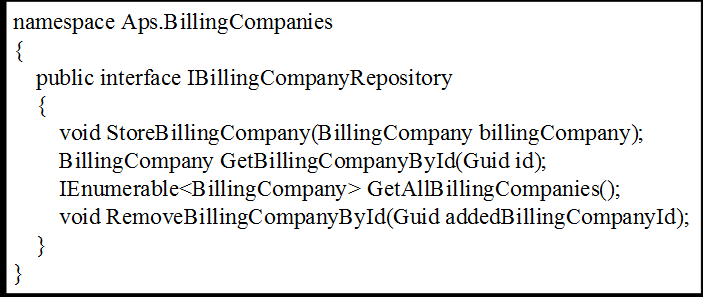 namespace Aps.BillingCompanies
{
public interface IBillingCompanyRepository
{
void StoreBillingCompany(BillingCompany billingCompany);
BillingCompany GetBillingCompanyById(Guid id);
IEnumerable<BillingCompany> GetAllBillingCompanies();
void RemoveBillingCompanyById(Guid addedBillingCompanyId);
}
}